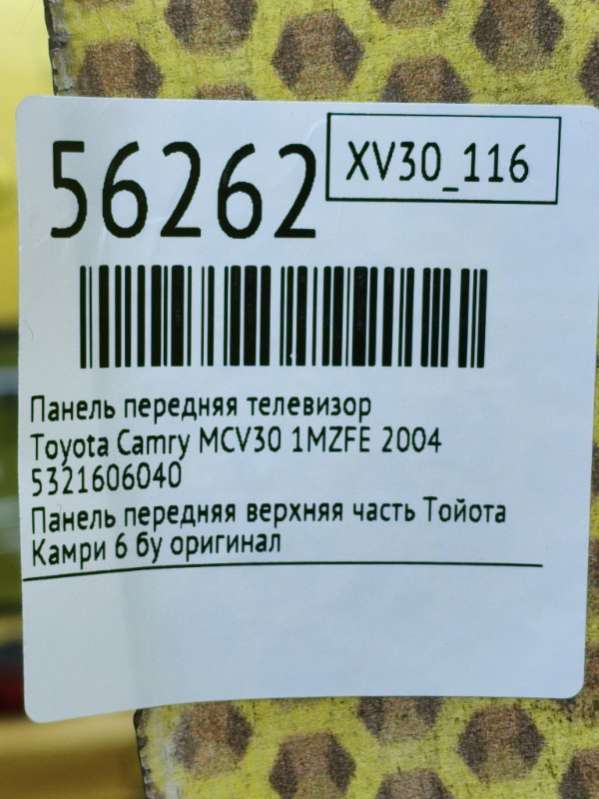 56262
XV30_116
Панель передняя телевизор
Toyota Camry MCV30 1MZFE 2004
5321606040
Панель передняя верхняя часть Тойота
Камри 6 бу оригинал